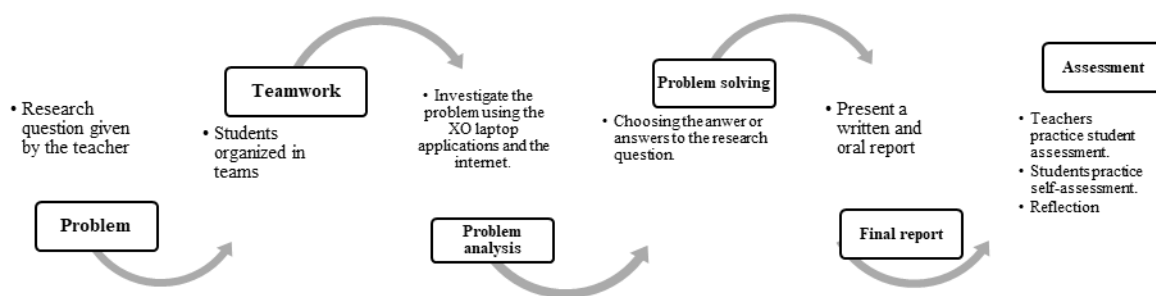 • Research
question given
by the teacher
Problem
Teamwork
• Students
organized in
teams
• Investigate the
problem using the
XO laptop
applications and the
internet.
Problem
analysis
Problem solving
• Choosing the anwer or
answers to the research
question.
• Present a
written and
oral report
Final report
Assessment
• Teachers
practice student
assessment.
• Students practice
self-assessment.
• Reflection